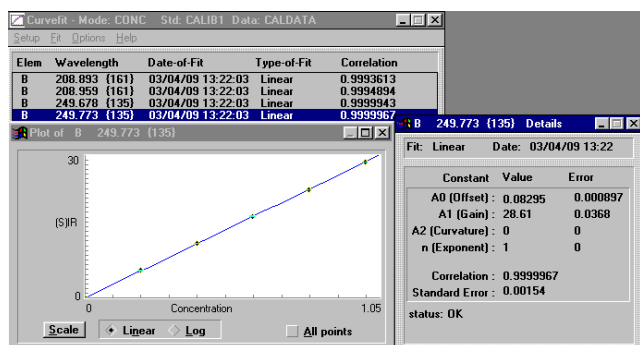 Curvefit - Mode: CONC Std: CALIB1 Data: CALDATA
Setup Fit Options Help
Elem Wavelength Date-of-Fit Type-of-Fit Correlation
B 208.893 {161} 03/04/09 13:22:03 Linear 0.9993613
B 208.959 {161} 03/04/09 13:22:03 Linear 0.9994894
B 249.678 {135} 03/04/09 13:22:03 Linear 0.9999943
B 249.773 {135} 03/04/09 13:22:03 Linear 0.9999967
Plot of B 249.773 {135}
30
(S)IR
0
0 Concentration 1.05
Scale Linear Log All points
B 249.773 {135} Details
Fit: Linear Date: 03/04/09 13:22
Constant Value Error
A0 (Offset) : 0.08295 0.000897
A1 (Gain) : 28.61 0.0368
A2 (Curvature) : 0 0
n (Exponent) : 1 0
Correlation : 0.9999967
Standard Error : 0.00154
status: OK